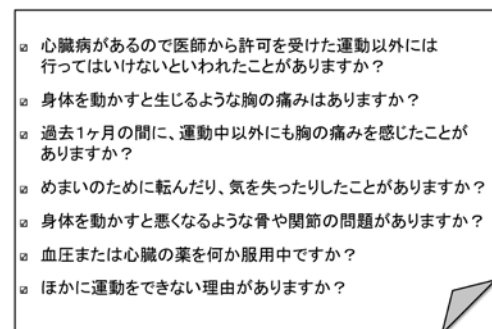 心臓病があるので医師から許可を受けた運動以外には
行ってはいけないといわれたことがありますか？
身体を動かすと生じるような胸の痛みはありますか？
過去1ヶ月の間に、運動中以外にも胸の痛みを感じたことが
ありますか？
めまいのために転んだり、気を失ったりしたことがありますか？
身体を動かすと悪くなるような骨や関節の問題がありますか？
血圧または心臓の薬を何か服用中ですか？
ほかに運動をできない理由がありますか？